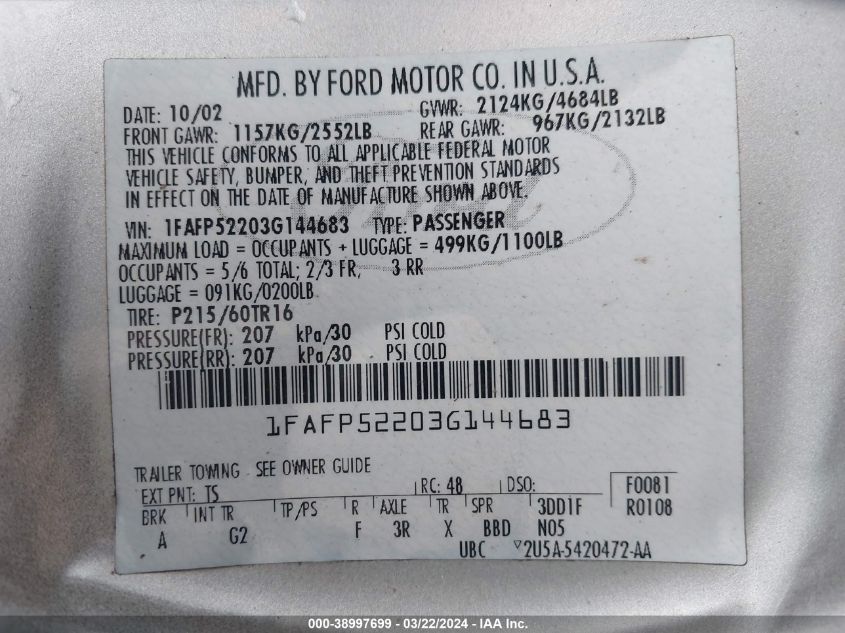 MFD. BY FORD MOTOR CO. IN U.S.A.
DATE: 10/02 GVWR: 2124KG/4684LB
FRONT GAWR: 1157KG/2552LB REAR GAWR: 967KG/2132LB
THIS VEHICLE CONFORMS TO ALL APPLICABLE FEDERAL MOTOR
VEHICLE SAFETY, BUMPER, AND THEFT PREVENTION STANDARDS
IN EFFECT ON THE DATE OF MANUFACTURE SHOWN ABOVE.
VIN: 1FAFP52203G144683 TYPE: PASSENGER
MAXIMUM LOAD = OCCUPANTS + LUGGAGE = 499KG/1100LB
OCCUPANTS = 5/6 TOTAL; 2/3 FR, 3 RR
LUGGAGE = 091KG/0200LB
TIRE: P215/60TR16
PRESSURE(FR): 207 kPa/30 PSI COLD
PRESSURE(RR): 207 kPa/30 PSI COLD
1FAFP52203G144683
TRAILER TOWING - SEE OWNER GUIDE
EXT PNT: TS RC: 48 DSO: F0081
BRK INT TR TP/PS R AXLE TR SPR 3DD1F R0108
A G2 F 3R X BBD N05
UBC ▽2U5A-5420472-AA
000-38997699 - 03/22/2024 - IAA Inc.